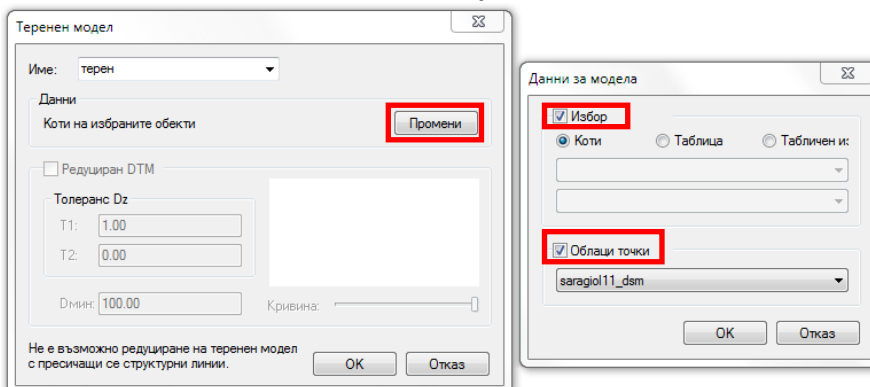 Теренен модел
Име: терен
Данни
Коти на избраните обекти
Промени
Редуциран DTM
Толеранс Dz
T1: 1.00
T2: 0.00
Dмин: 100.00
Кривина:
Не е възможно редуциране на теренен модел
с пресичащи се структурни линии.
OK
Отказ
Данни за модела
Избор
Коти
Таблица
Табличен из
Облаци точки
saragiol11_dsm
OK
Отказ